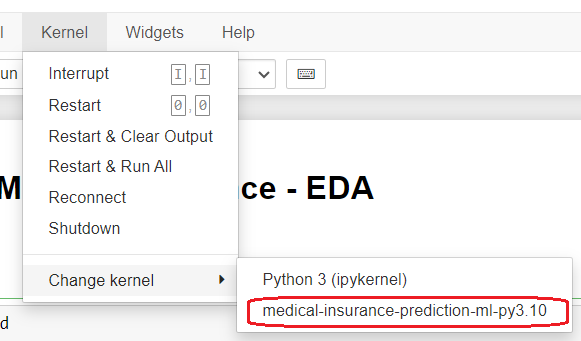 Kernel Widgets Help
un
Interrupt I,I
Restart 0,0
Restart & Clear Output
Restart & Run All
Reconnect
Shutdown
Change kernel
Python 3 (ipykernel)
medical-insurance-prediction-ml-py3.10
M ce - EDA
d